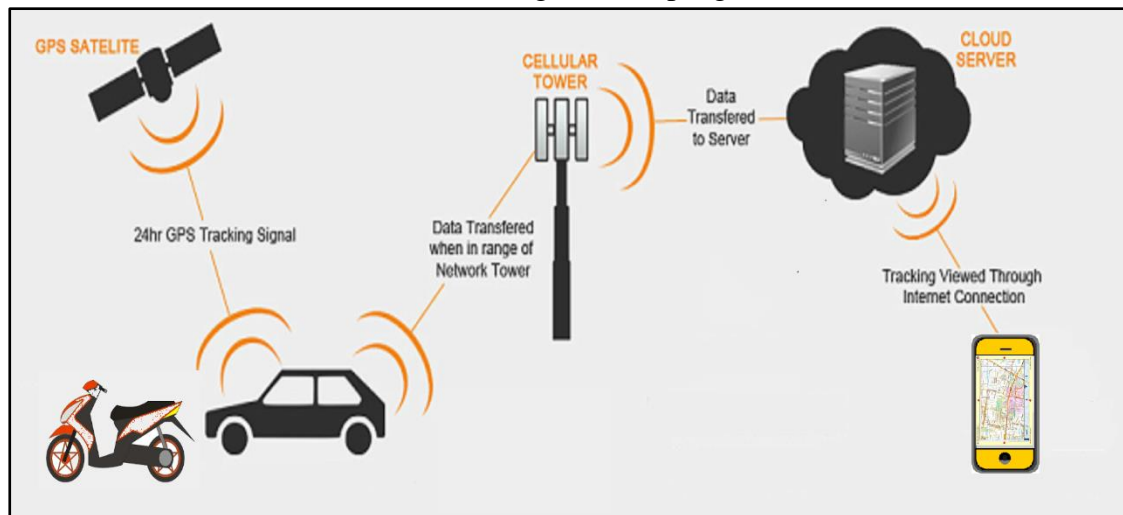 GPS SATELITE
CELLULAR
TOWER
CLOUD
SERVER
Data
Transfered
to Server
24hr GPS Tracking Signal
Data Transfered
when in range of
Network Tower
Tracking Viewed Through
Internet Connection